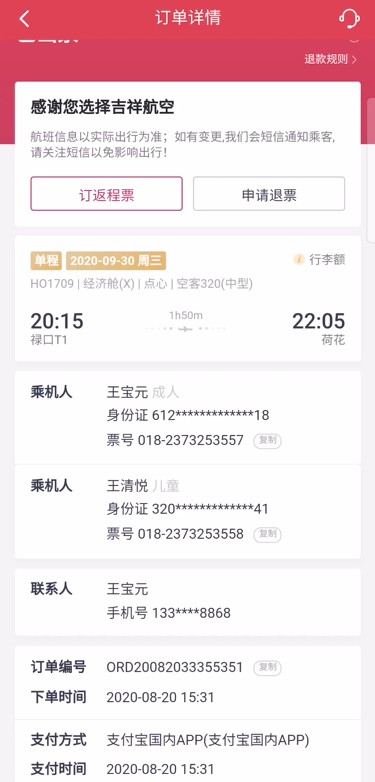 订单详情
退款规则
感谢您选择吉祥航空
航班信息以实际出行为准；如有变更,我们会短信通知乘客,
请关注短信以免影响出行！
订返程票 申请退票
单程 2020-09-30 周三 行李额
HO1709 | 经济舱(X) | 点心 | 空客320(中型)
1h50m
20:15 22:05
禄口T1 荷花
乘机人 王宝元 成人
身份证 612*************18
票号 018-2373253557 复制
乘机人 王清悦 儿童
身份证 320*************41
票号 018-2373253558 复制
联系人 王宝元
手机号 133****8868
订单编号 ORD20082033355351 复制
下单时间 2020-08-20 15:31
支付方式 支付宝国内APP(支付宝国内APP)
支付时间 2020-08-20 15:31